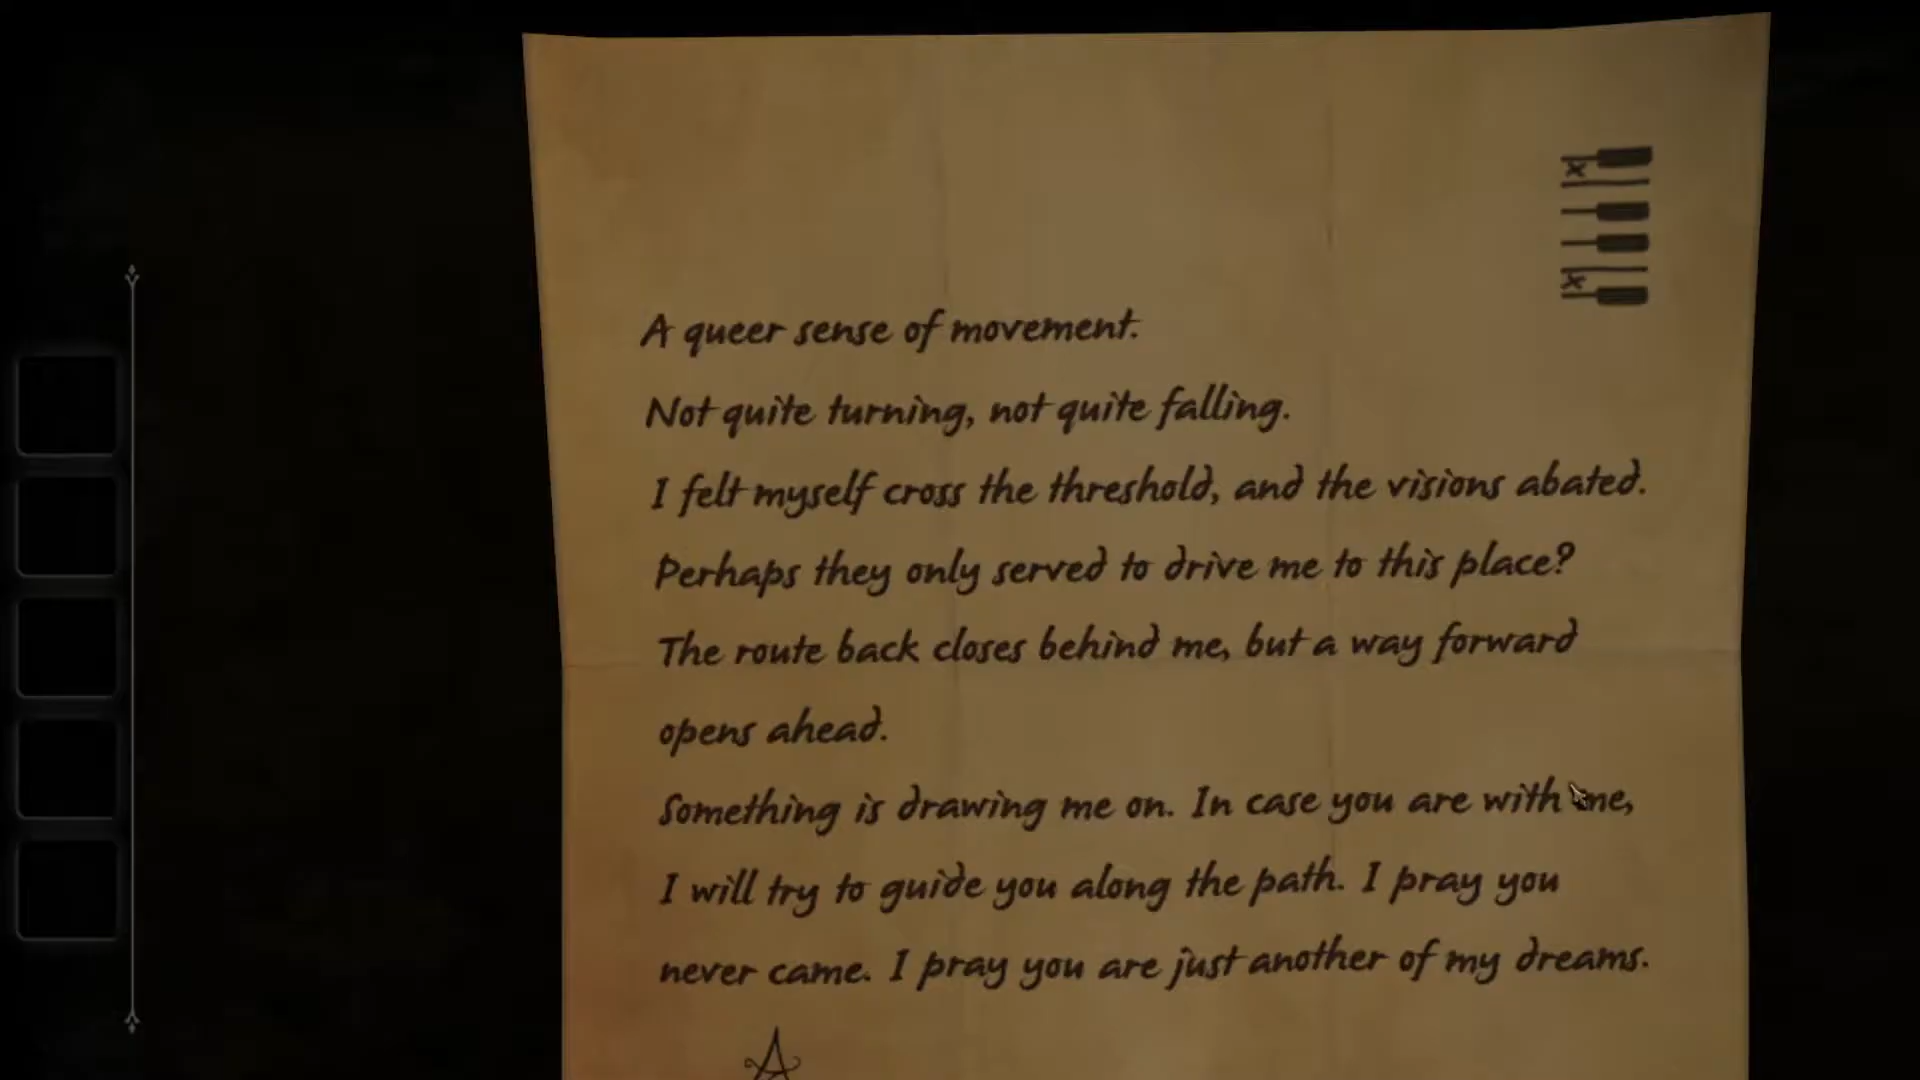 A queer sense of movement.
Not quite turning, not quite falling.
I felt myself cross the threshold, and the visions abated.
Perhaps they only served to drive me to this place?
The route back closes behind me, but a way forward
opens ahead.
Something is drawing me on. In case you are with me,
I will try to guide you along the path. I pray you
never came. I pray you are just another of my dreams.
A